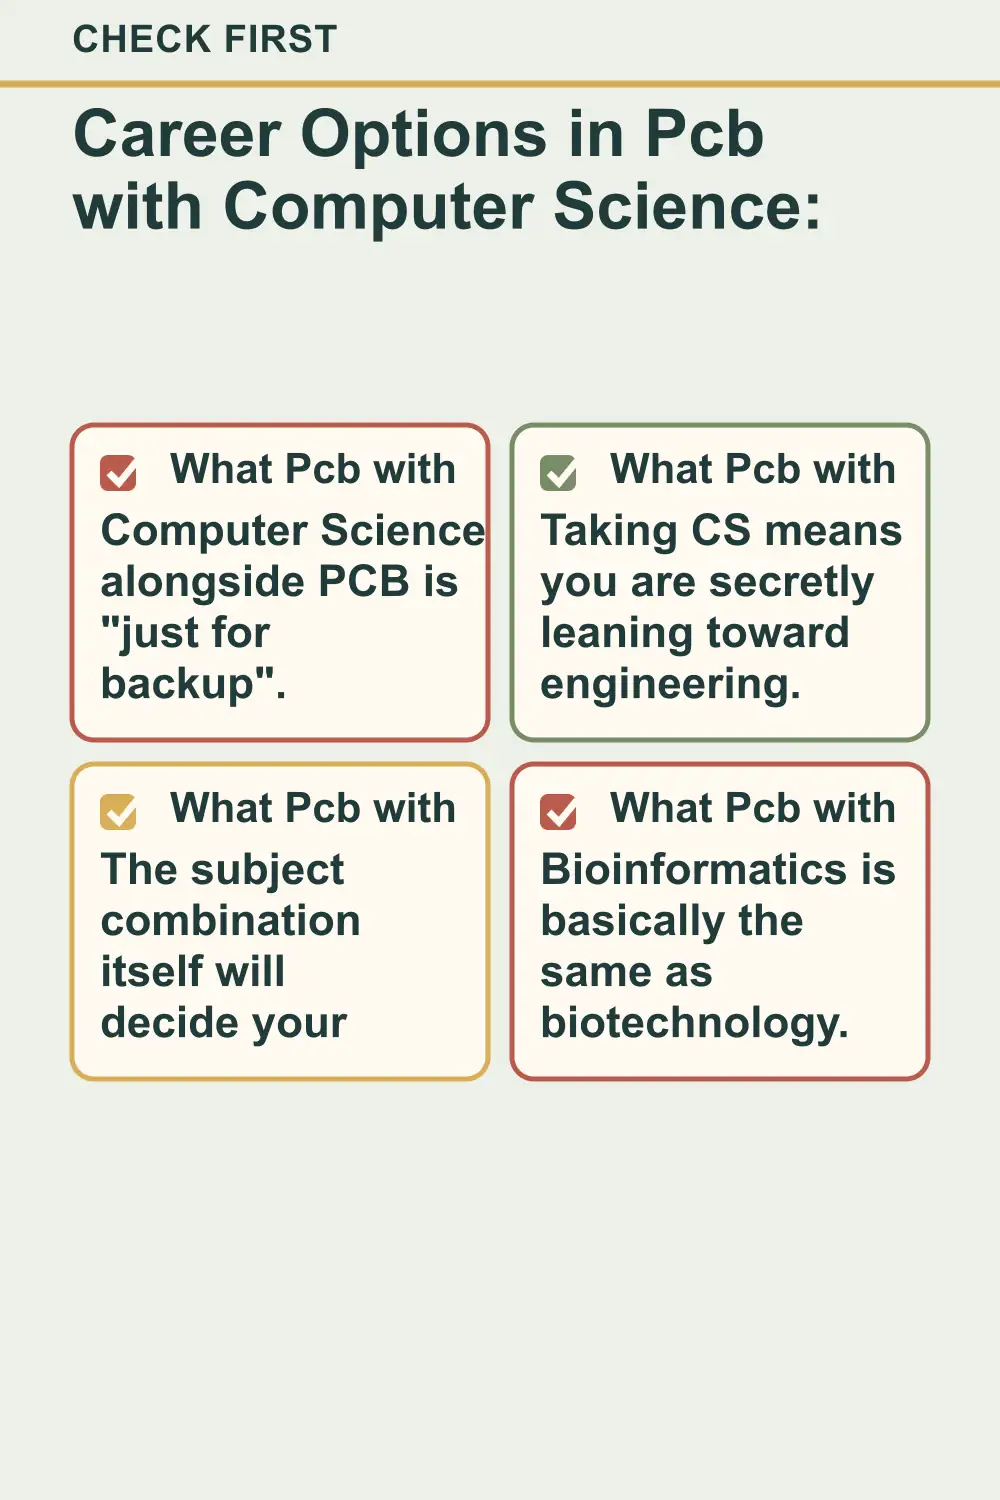 CHECK FIRST
Career Options in Pcb
with Computer Science:
What Pcb with
Computer Science
alongside PCB is
"just for
backup".
What Pcb with
Taking CS means
you are secretly
leaning toward
engineering.
What Pcb with
The subject
combination
itself will
decide your
What Pcb with
Bioinformatics is
basically the
same as
biotechnology.